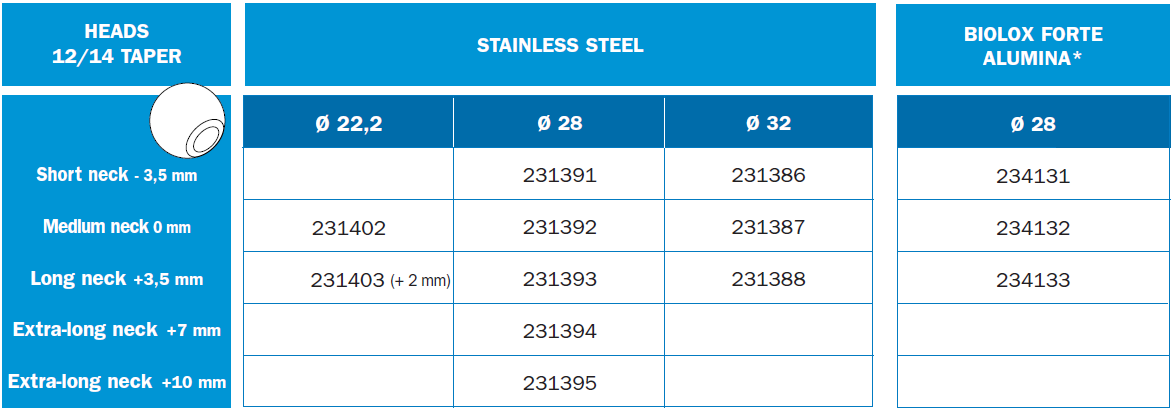 HEADS
12/14 TAPER
STAINLESS STEEL
BIOLOX FORTE
ALUMINA*
Ø 22,2 Ø 28 Ø 32 Ø 28
Short neck - 3,5 mm 231391 231386 234131
Medium neck 0 mm 231402 231392 231387 234132
Long neck +3,5 mm 231403 (+ 2 mm) 231393 231388 234133
Extra-long neck +7 mm 231394
Extra-long neck +10 mm 231395